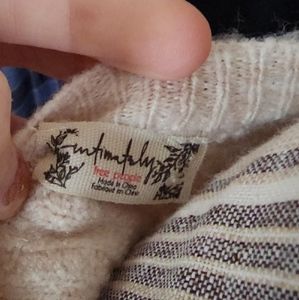 intimately
free people
Made in China
Fabriqué en Chine